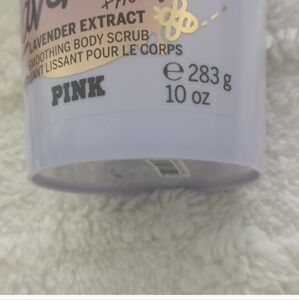 LAVENDER EXTRACT
SMOOTHING BODY SCRUB
LISSANT POUR LE CORPS
PINK
e 283 g
10 oz